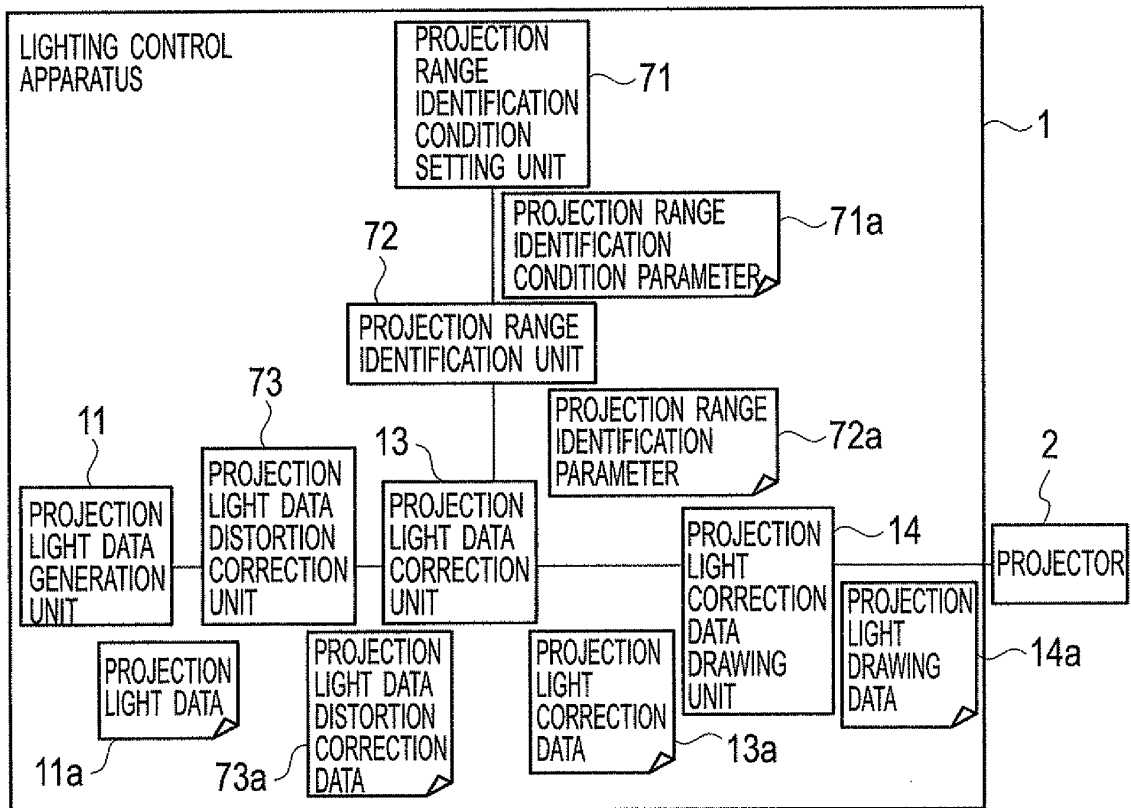 LIGHTING CONTROL
APPARATUS
PROJECTION
RANGE
IDENTIFICATION
CONDITION
SETTING UNIT
71
1
PROJECTION RANGE
IDENTIFICATION
CONDITION PARAMETER
71a
72
PROJECTION RANGE
IDENTIFICATION UNIT
PROJECTION RANGE
IDENTIFICATION
PARAMETER
72a
11
PROJECTION
LIGHT DATA
GENERATION
UNIT
73
PROJECTION
LIGHT DATA
DISTORTION
CORRECTION
UNIT
13
PROJECTION
LIGHT DATA
CORRECTION
UNIT
14
PROJECTION
LIGHT
CORRECTION
DATA
DRAWING
UNIT
2
PROJECTOR
PROJECTION
LIGHT DATA
11a
PROJECTION
LIGHT DATA
DISTORTION
CORRECTION
DATA
73a
PROJECTION
LIGHT
CORRECTION
DATA
13a
PROJECTION
LIGHT
DRAWING
DATA
14a